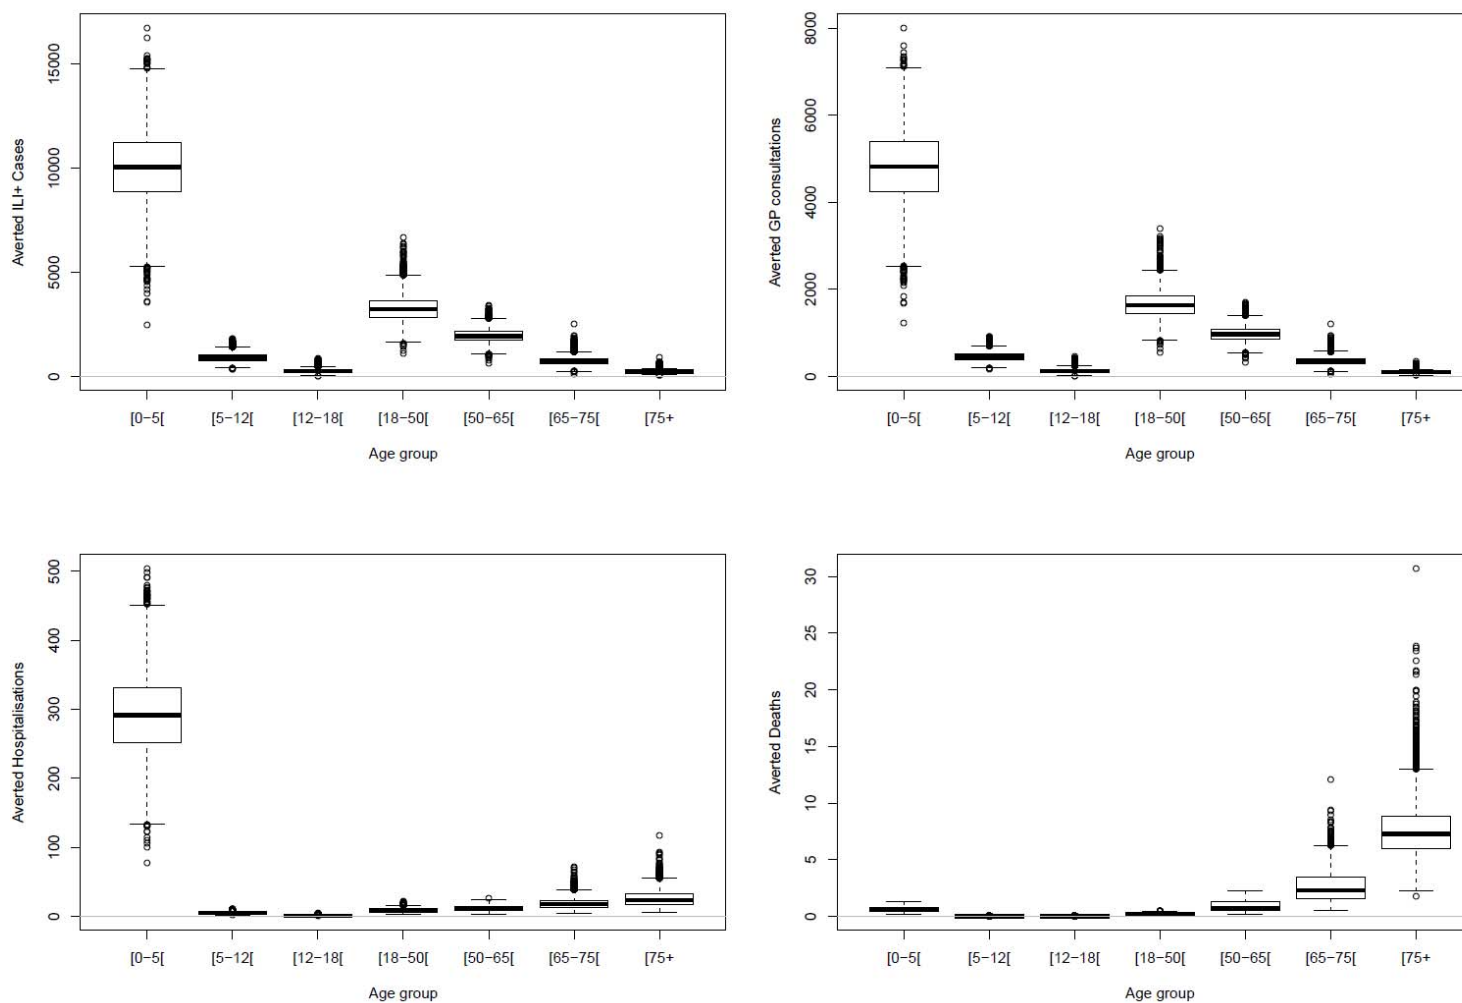 Averted ILI+ Cases
15000
10000
5000
0
[0−5[ [5−12[ [12−18[ [18−50[ [50−65[ [65−75[ [75+
Age group
Averted GP consultations
8000
6000
4000
2000
0
[0−5[ [5−12[ [12−18[ [18−50[ [50−65[ [65−75[ [75+
Age group
Averted Hospitalisations
500
400
300
200
100
0
[0−5[ [5−12[ [12−18[ [18−50[ [50−65[ [65−75[ [75+
Age group
Averted Deaths
30
25
20
15
10
5
0
[0−5[ [5−12[ [12−18[ [18−50[ [50−65[ [65−75[ [75+
Age group